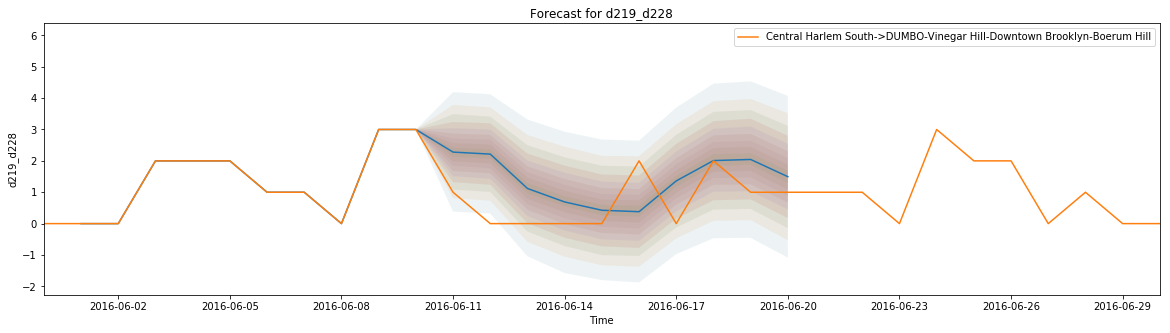 Forecast for d219_d228
Central Harlem South->DUMBO-Vinegar Hill-Downtown Brooklyn-Boerum Hill
d219_d228
6
5
4
3
2
1
0
−1
−2
2016-06-02 2016-06-05 2016-06-08 2016-06-11 2016-06-14 2016-06-17 2016-06-20 2016-06-23 2016-06-26 2016-06-29
Time